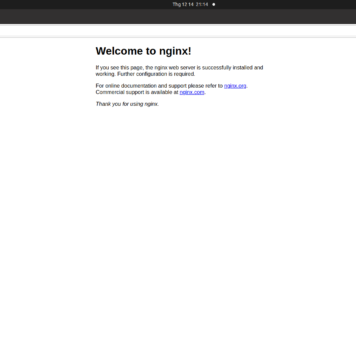 Thg 12 14 21:14
Welcome to nginx!
If you see this page, the nginx web server is successfully installed and
working. Further configuration is required.
For online documentation and support please refer to nginx.org.
Commercial support is available at nginx.com.
Thank you for using nginx.